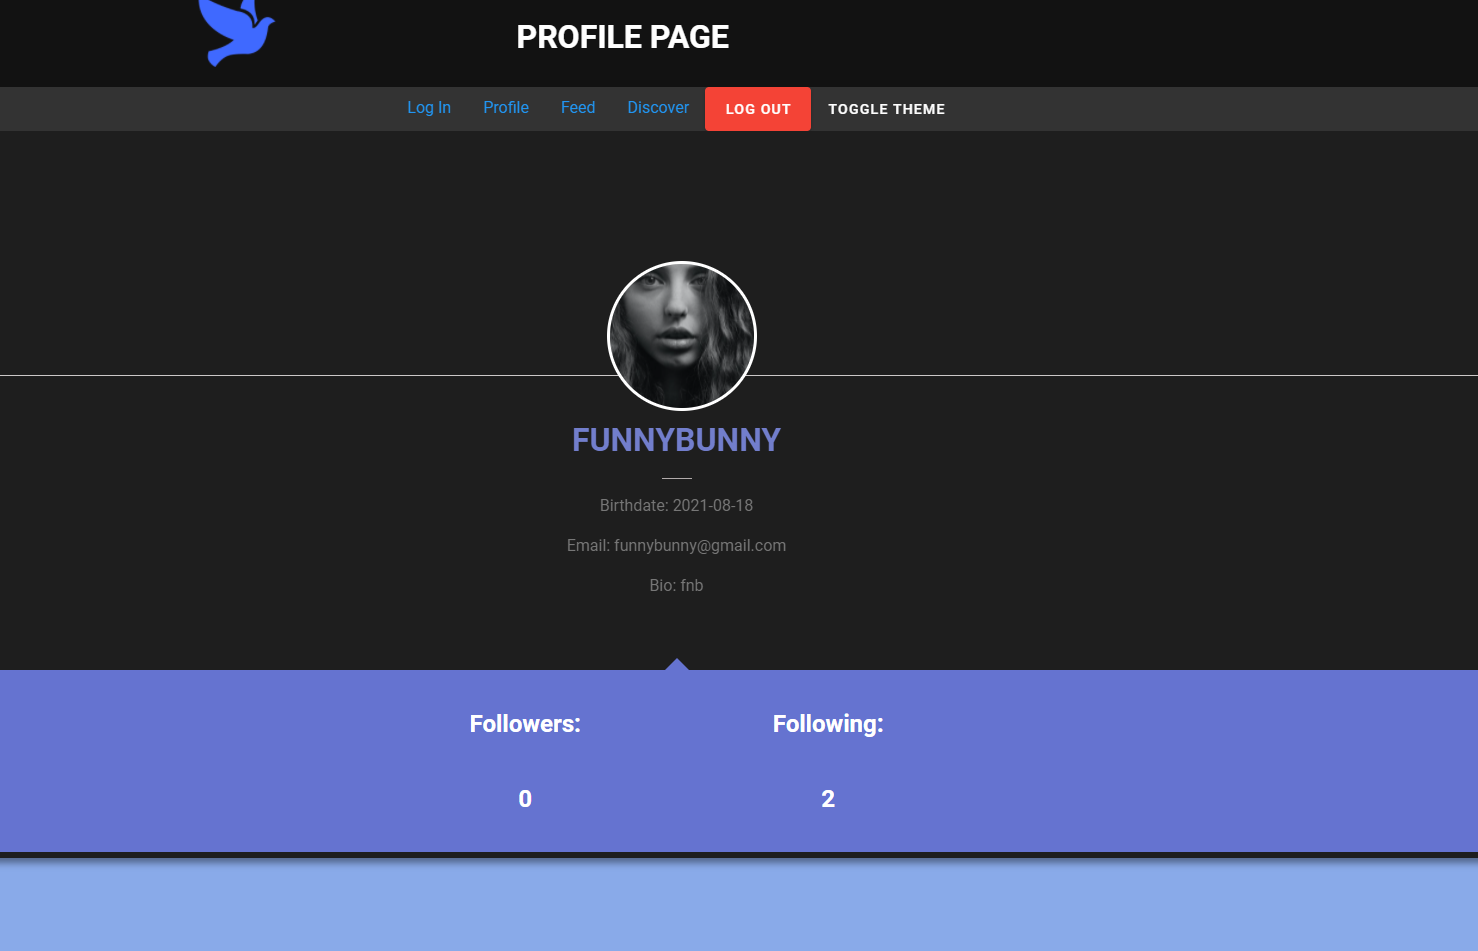 PROFILE PAGE
Log In Profile Feed Discover LOG OUT TOGGLE THEME
FUNNYBUNNY
Birthdate: 2021-08-18
Email: funnybunny@gmail.com
Bio: fnb
Followers: Following:
0 2